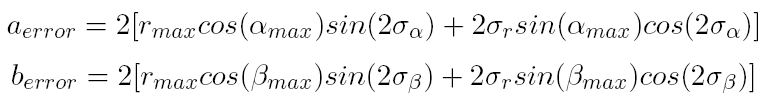 a_{error} = 2[r_{max}cos(α_{max})sin(2σ_α) + 2σ_r sin(α_{max})cos(2σ_α)]
b_{error} = 2[r_{max}cos(β_{max})sin(2σ_β) + 2σ_r sin(β_{max})cos(2σ_β)]